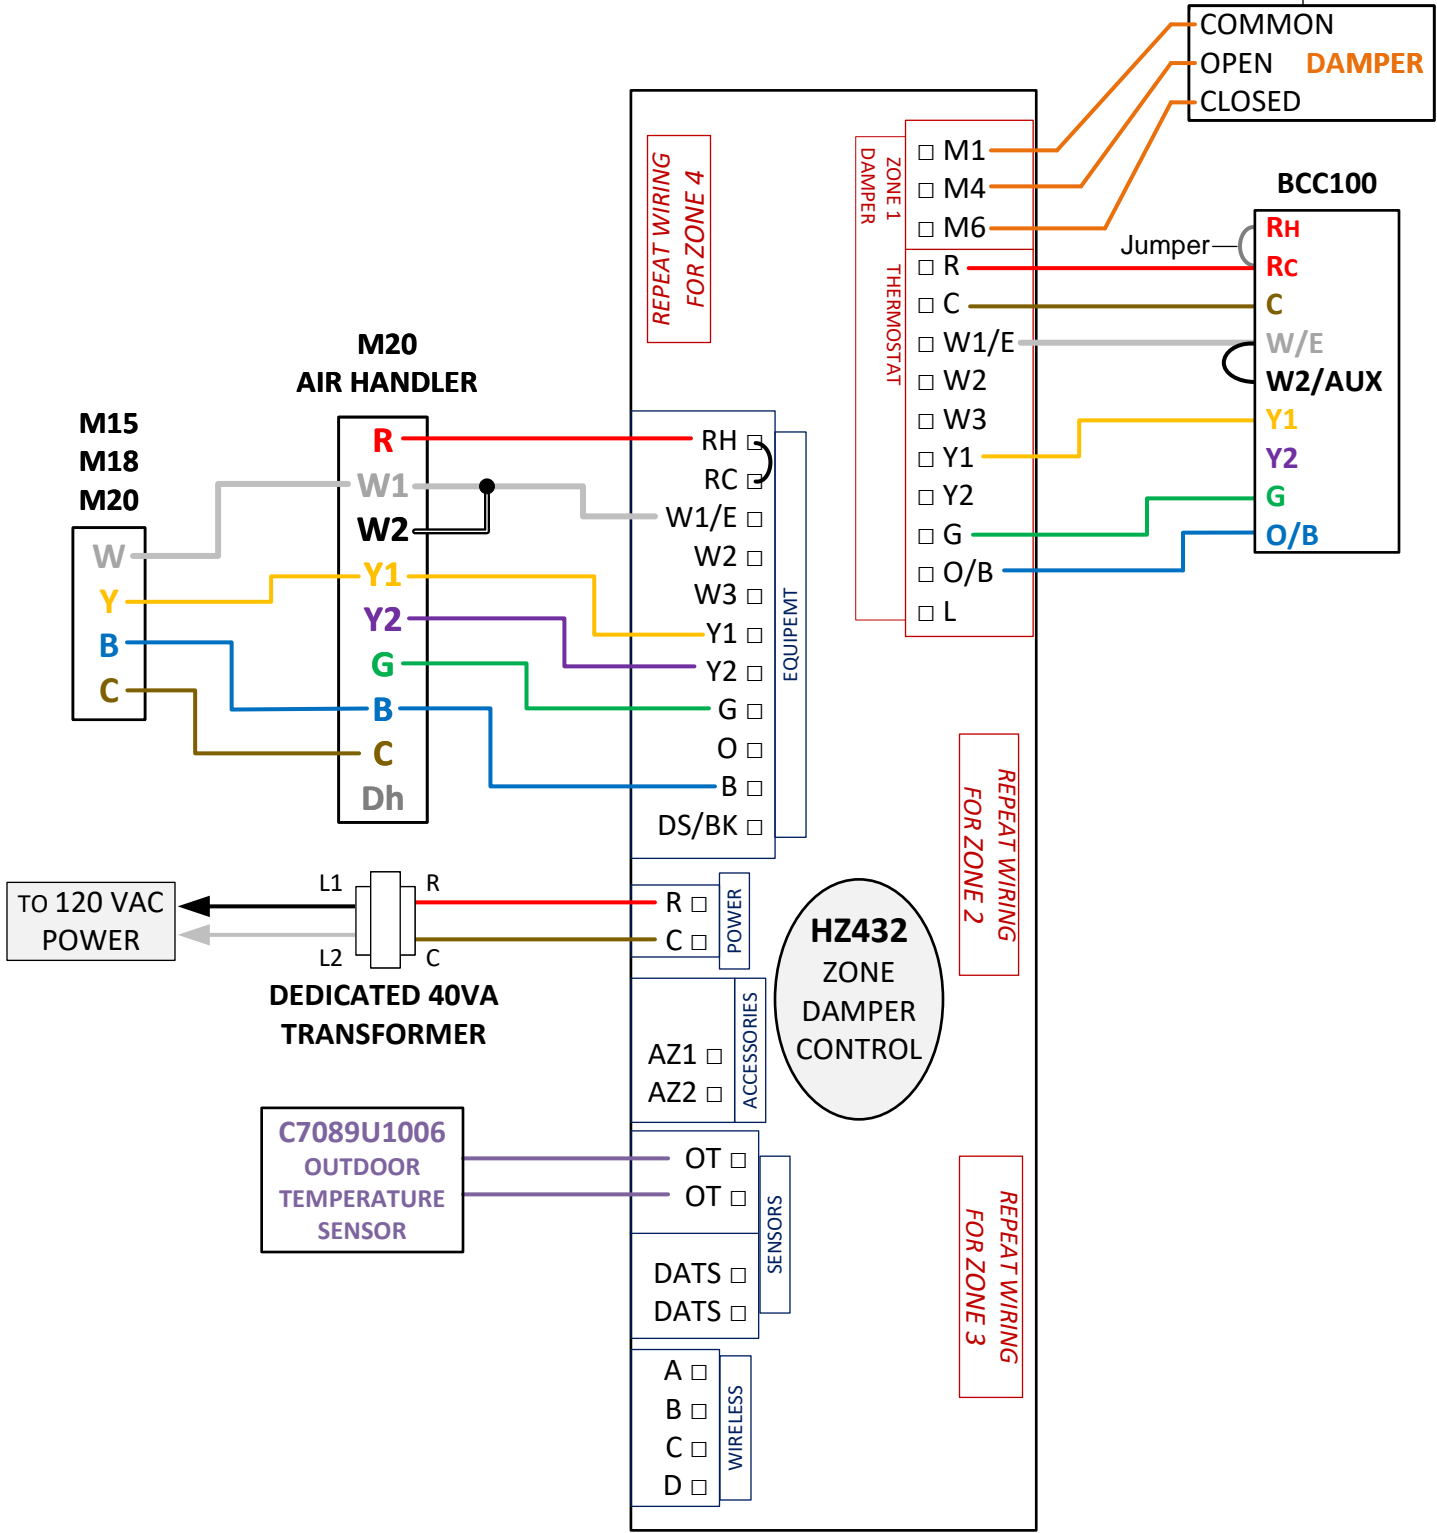 COMMON
OPEN
DAMPER
CLOSED
REPEAT WIRING
FOR ZONE 4
ZONE 1
DAMPER
M1
M4
M6
THERMOSTAT
R
C
W1/E
W2
W3
Y1
Y2
G
O/B
L
BCC100
Jumper
RH
RC
C
W/E
W2/AUX
Y1
Y2
G
O/B
M20
AIR HANDLER
R
W1
W2
Y1
Y2
G
B
C
Dh
M15
M18
M20
W
Y
B
C
RH
RC
W1/E
W2
W3
Y1
Y2
G
O
B
DS/BK
EQUIPEMT
REPEAT WIRING
FOR ZONE 2
TO 120 VAC
POWER
L1
L2
R
C
DEDICATED 40VA
TRANSFORMER
R
C
POWER
HZ432
ZONE
DAMPER
CONTROL
AZ1
AZ2
ACCESSORIES
C7089U1006
OUTDOOR
TEMPERATURE
SENSOR
OT
OT
DATS
DATS
SENSORS
REPEAT WIRING
FOR ZONE 3
A
B
C
D
WIRELESS